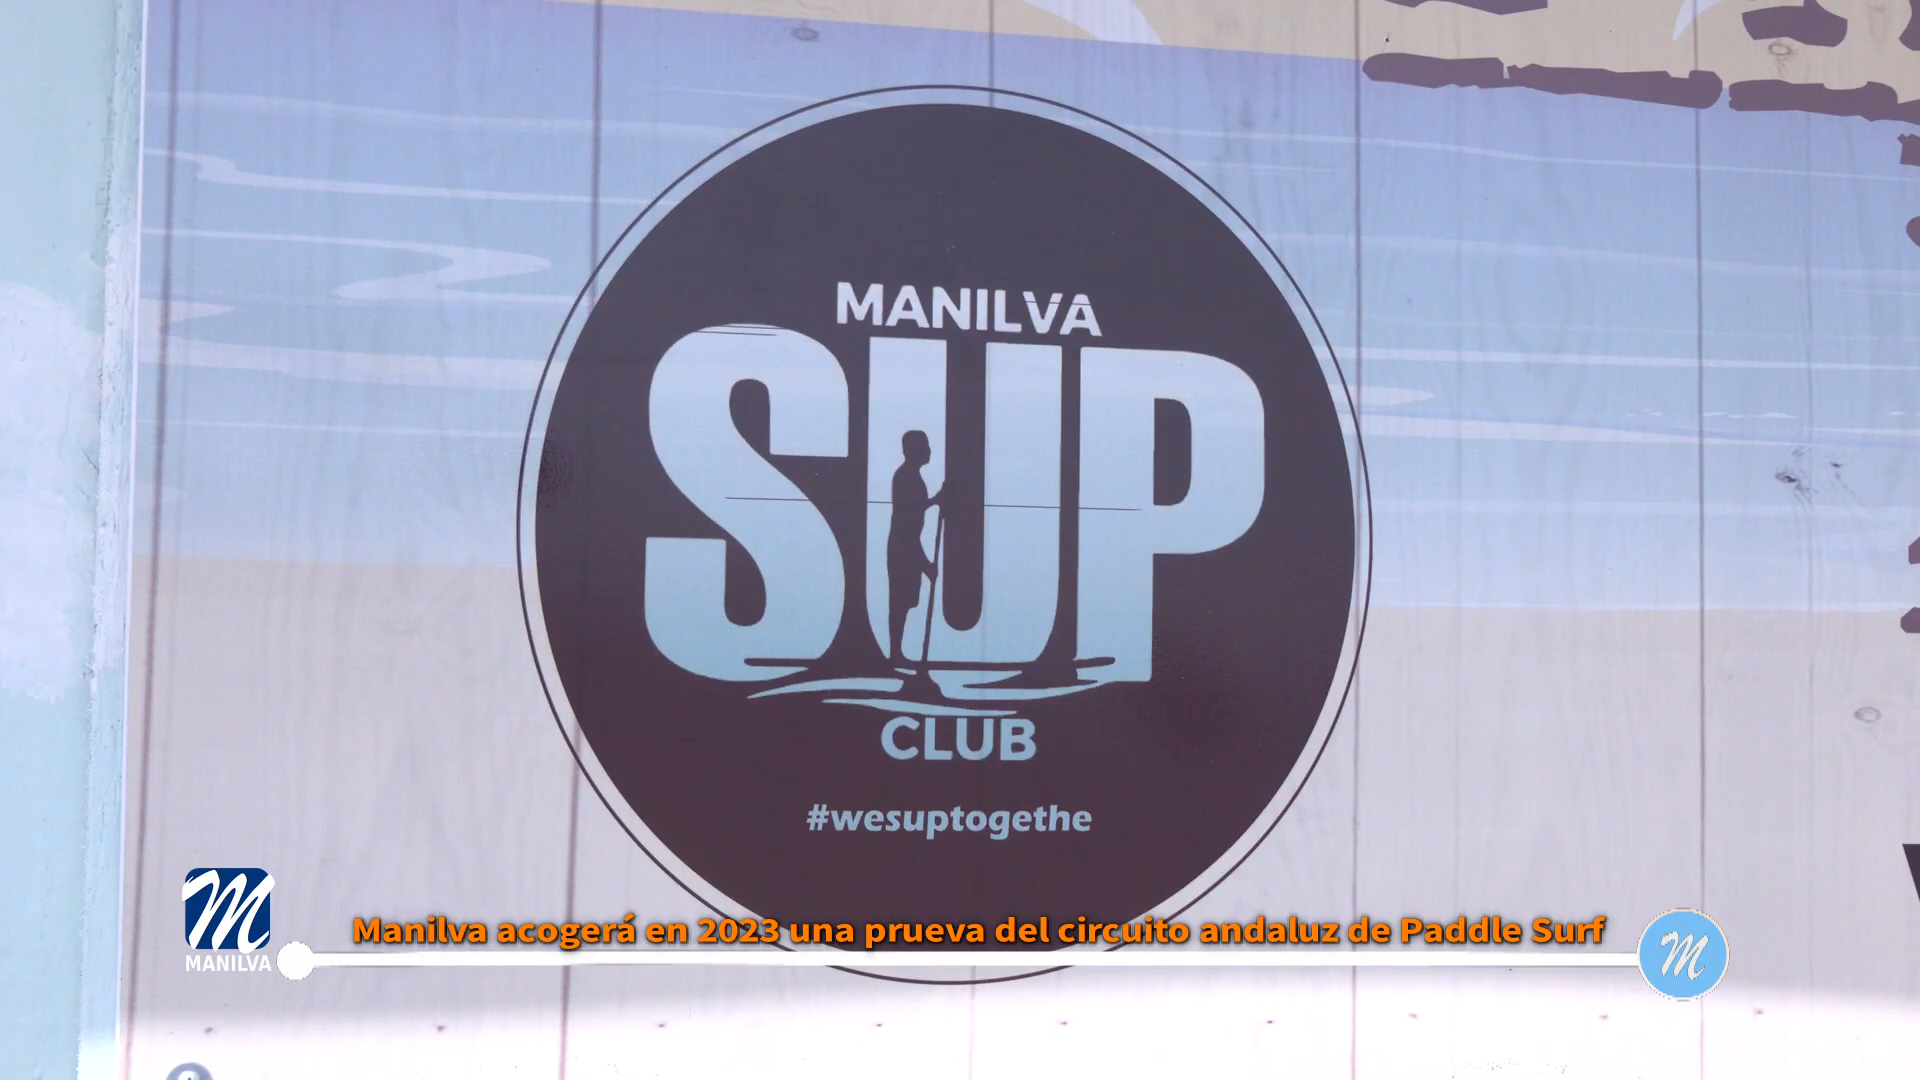 MANILVA
SUP
CLUB
#wesuptogethe
Manilva acogerá en 2023 una prueva del circuito andaluz de Paddle Surf
M
MANILVA
M